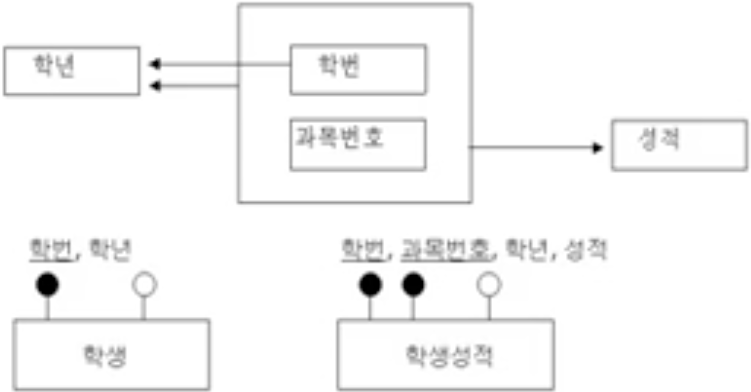 학년
학번
과목번호
성적
학번, 학년
학번, 과목번호, 학년, 성적
학생
학생성적